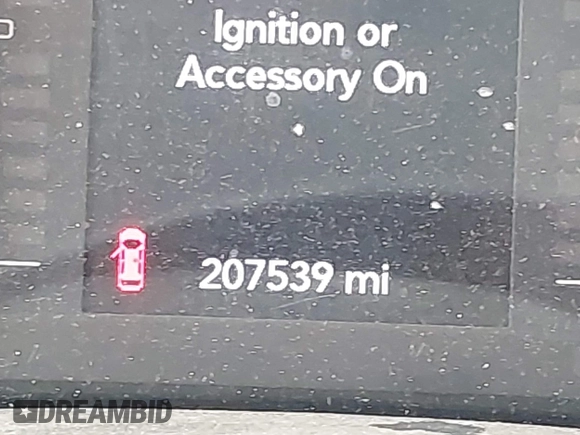 Ignition or
Accessory On
207539 mi
DREAMBID